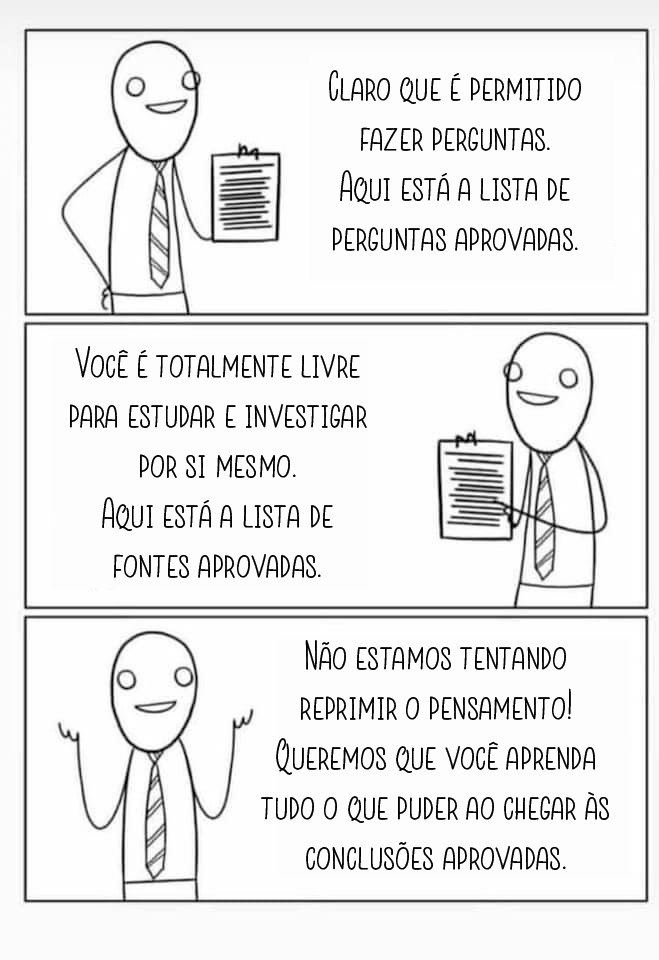 Claro que é permitido
fazer perguntas.
Aqui está a lista de
perguntas aprovadas.
Você é totalmente livre
para estudar e investigar
por si mesmo.
Aqui está a lista de
fontes aprovadas.
Não estamos tentando
reprimir o pensamento!
Queremos que você aprenda
tudo o que puder ao chegar às
conclusões aprovadas.